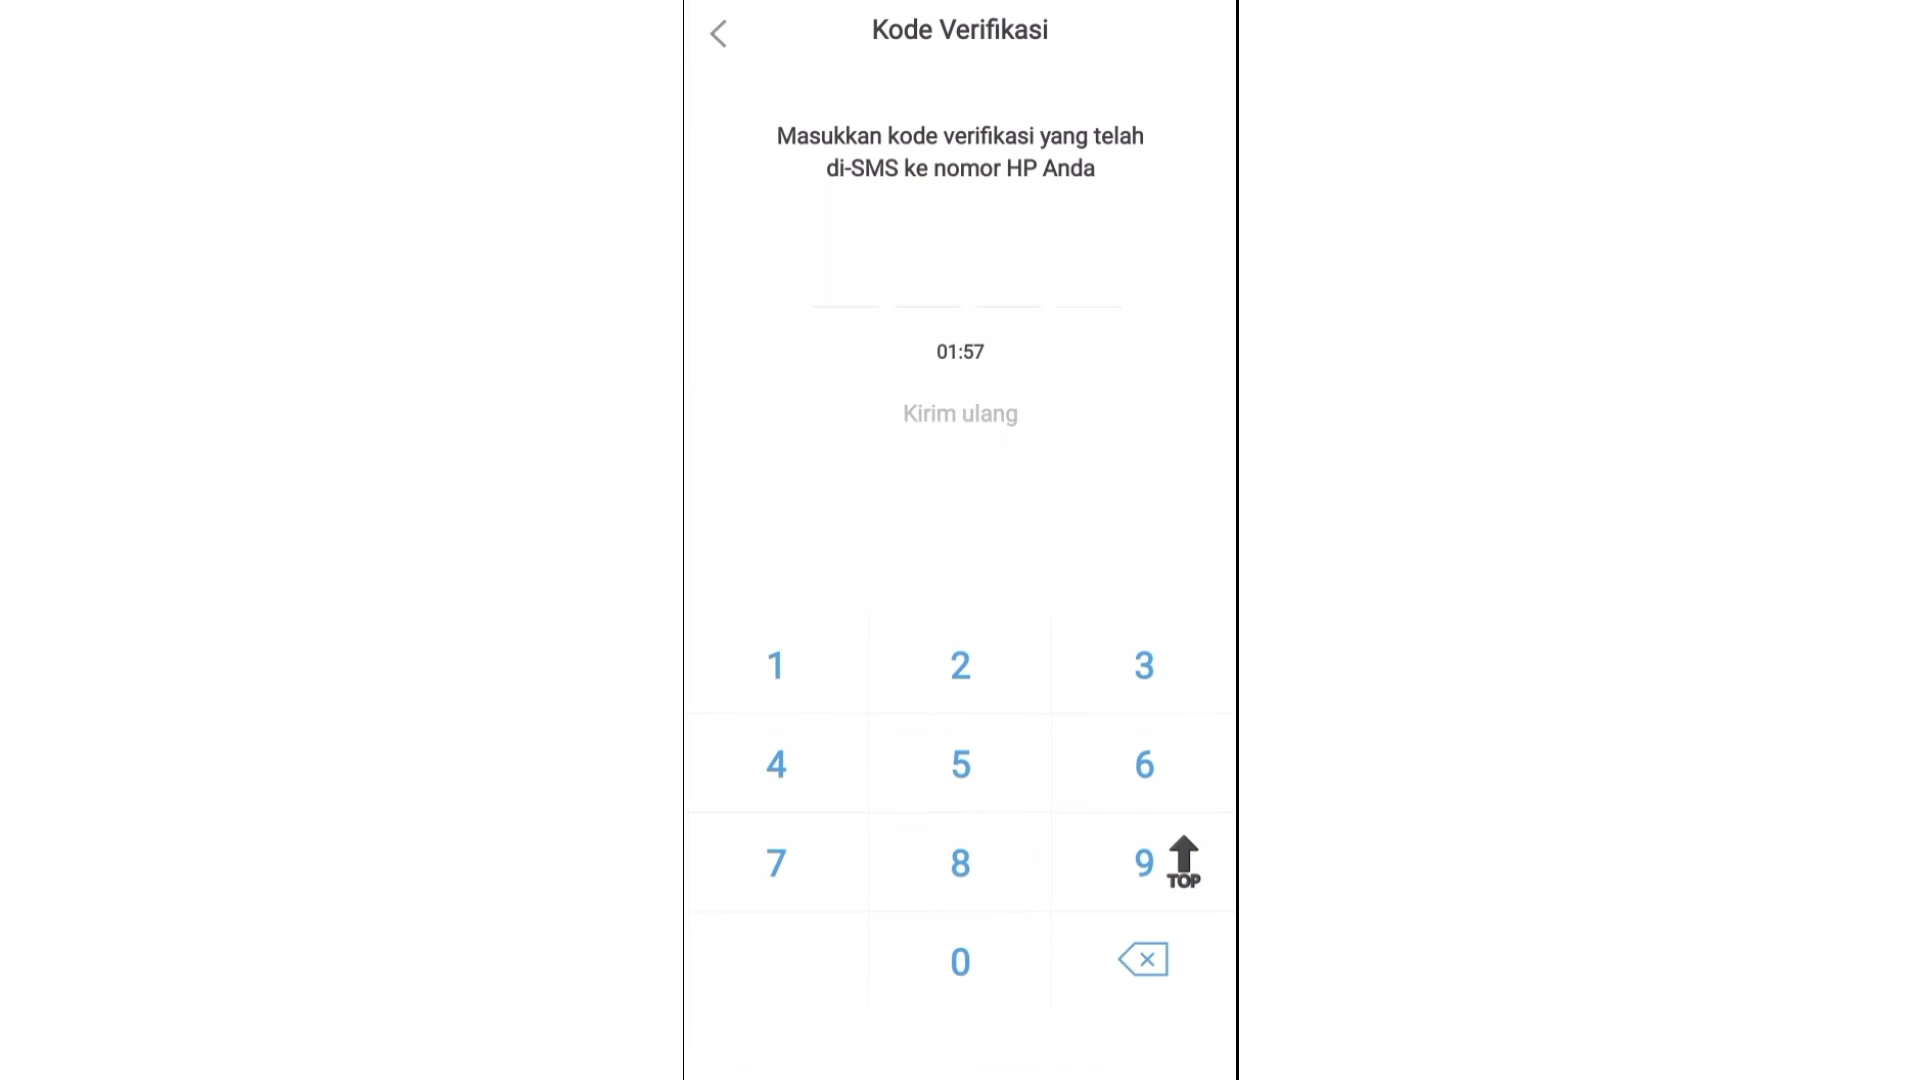 Kode Verifikasi
Masukkan kode verifikasi yang telah
di-SMS ke nomor HP Anda
01:57
Kirim ulang
1 2 3
4 5 6
7 8 9
TOP
0